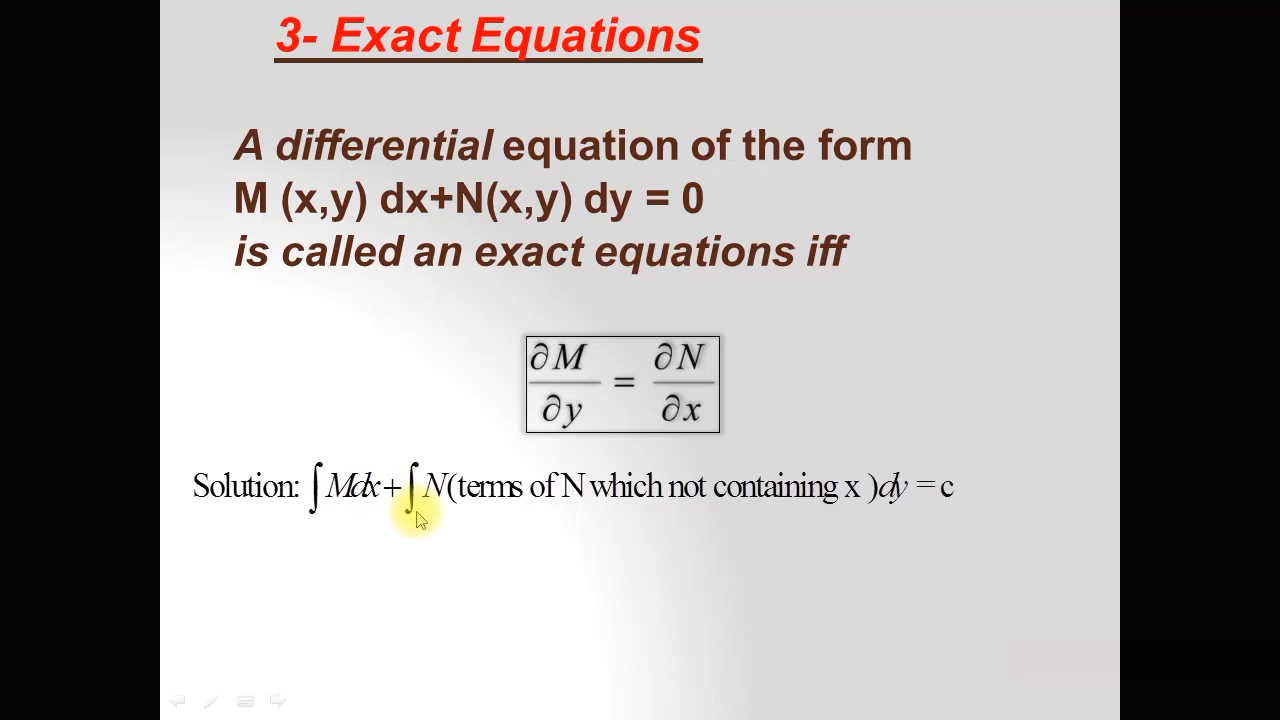 3- Exact Equations
A differential equation of the form
M (x,y) dx+N(x,y) dy = 0
is called an exact equations iff
∂M/∂y = ∂N/∂x
Solution: ∫Mdx+∫N(terms of N which not containing x )dy = c